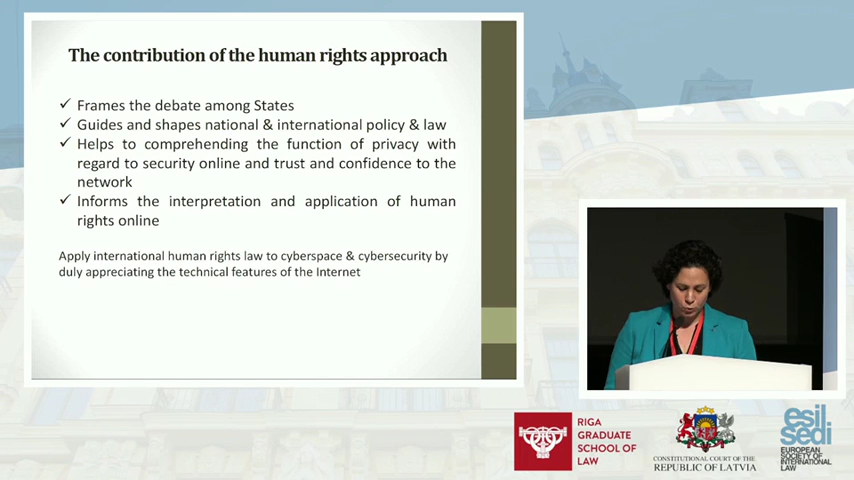 The contribution of the human rights approach
✓ Frames the debate among States
✓ Guides and shapes national & international policy & law
✓ Helps to comprehending the function of privacy with
regard to security online and trust and confidence to the
network
✓ Informs the interpretation and application of human
rights online
Apply international human rights law to cyberspace & cybersecurity by
duly appreciating the technical features of the Internet
RIGA
GRADUATE
SCHOOL OF
LAW
CONSTITUTIONAL COURT OF THE
REPUBLIC OF LATVIA
esil
sedi
EUROPEAN
SOCIETY OF
INTERNATIONAL
LAW